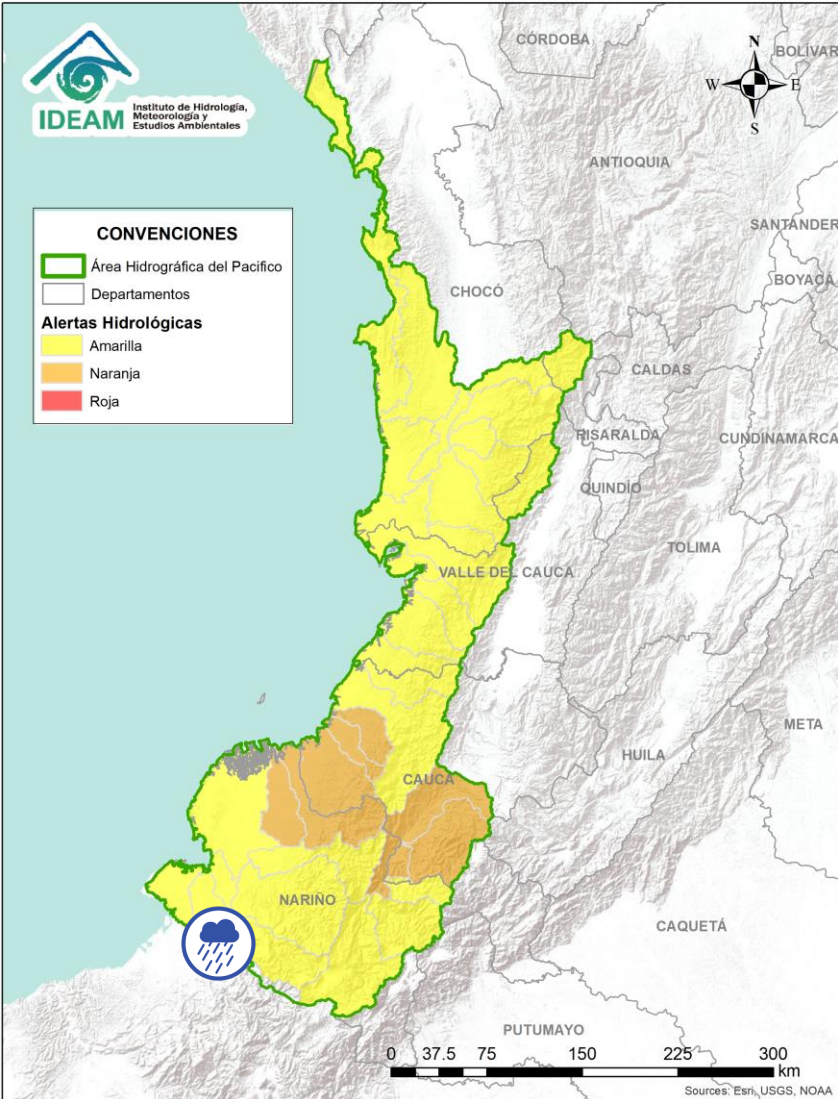 IDEAM
Instituto de Hidrología,
Meteorología y
Estudios Ambientales
N
W
E
S
CÓRDOBA
BOLÍVAR
ANTIOQUIA
SANTANDER
BOYACÁ
CHOCÓ
CONVENCIONES
Área Hidrográfica del Pacifico
Departamentos
Alertas Hidrológicas
Amarilla
Naranja
Roja
CALDAS
RISARALDA
CUNDINAMARCA
QUINDÍO
TOLIMA
VALLE DEL CAUCA
META
HUILA
CAUCA
NARIÑO
CAQUETÁ
PUTUMAYO
0 37.5 75 150 225 300
km
Sources: Esri, USGS, NOAA